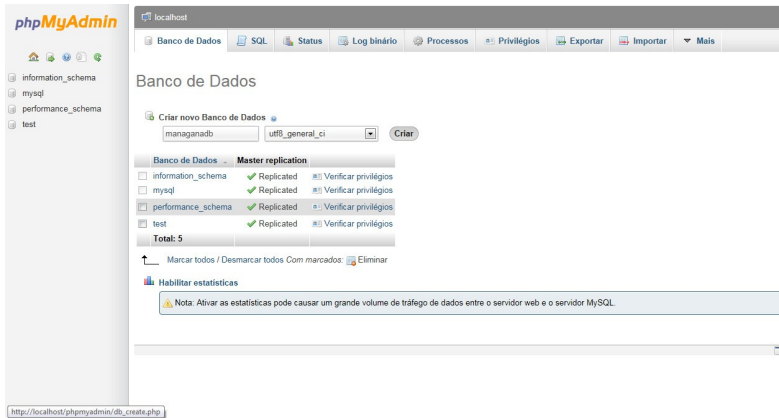 phpMyAdmin
information_schema
mysql
performance_schema
test
localhost
Banco de Dados SQL Status Log binário Processos Privilégios Exportar Importar Mais
Banco de Dados
Criar novo Banco de Dados
managanadb utf8_general_ci Criar
Banco de Dados Master replication
information_schema Replicated Verificar privilégios
mysql Replicated Verificar privilégios
performance_schema Replicated Verificar privilégios
test Replicated Verificar privilégios
Total: 5
Marcar todos / Desmarcar todos Com marcados: Eliminar
Habilitar estatísticas
Nota: Ativar as estatísticas pode causar um grande volume de tráfego de dados entre o servidor web e o servidor MySQL.
http://localhost/phpmyadmin/db_create.php